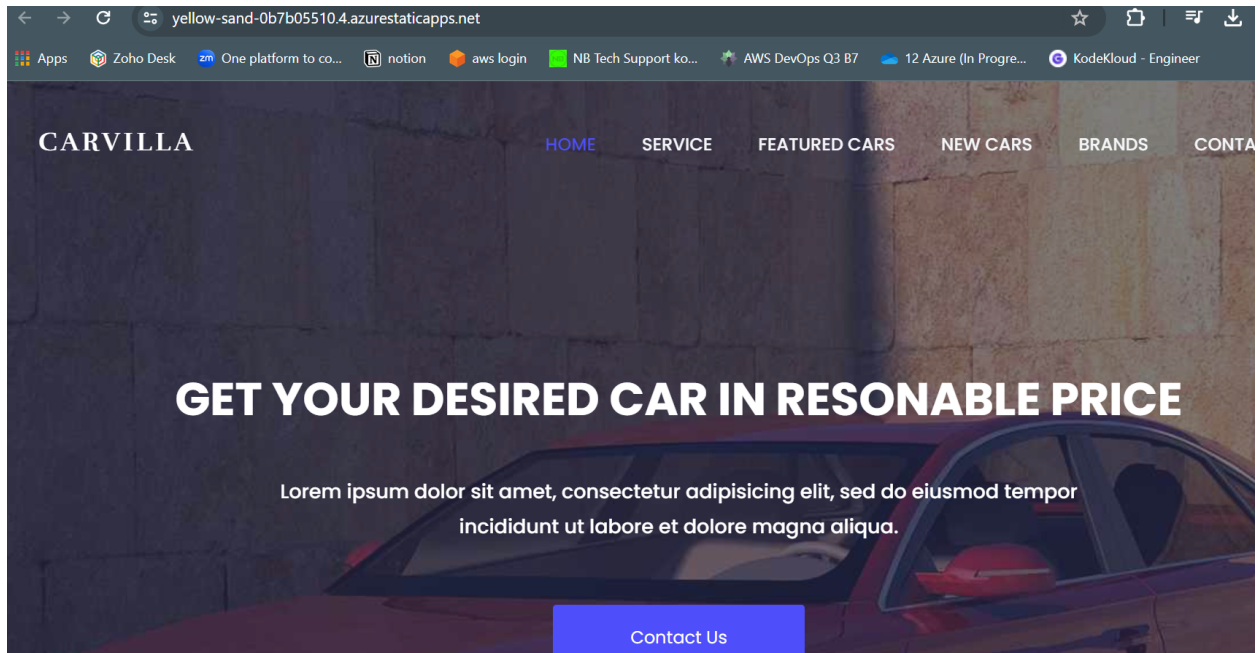 yellow-sand-0b7b05510.4.azurestaticapps.net
Apps Zoho Desk zm One platform to co... notion aws login NB Tech Support ko... AWS DevOps Q3 B7 12 Azure (In Progre... KodeKloud - Engineer
CARVILLA HOME SERVICE FEATURED CARS NEW CARS BRANDS CONTA
GET YOUR DESIRED CAR IN RESONABLE PRICE
Lorem ipsum dolor sit amet, consectetur adipisicing elit, sed do eiusmod tempor
incididunt ut labore et dolore magna aliqua.
Contact Us